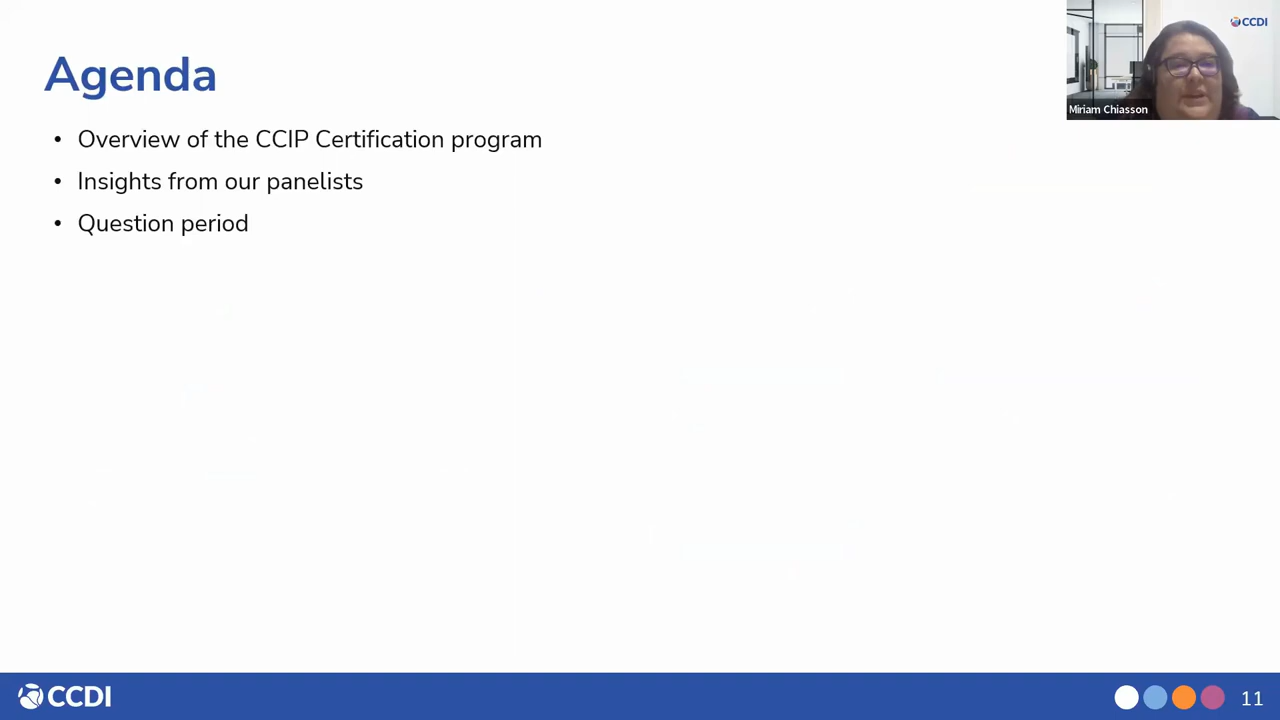 Agenda
CCDI
Miriam Chiasson
• Overview of the CCIP Certification program
• Insights from our panelists
• Question period
CCDI
11